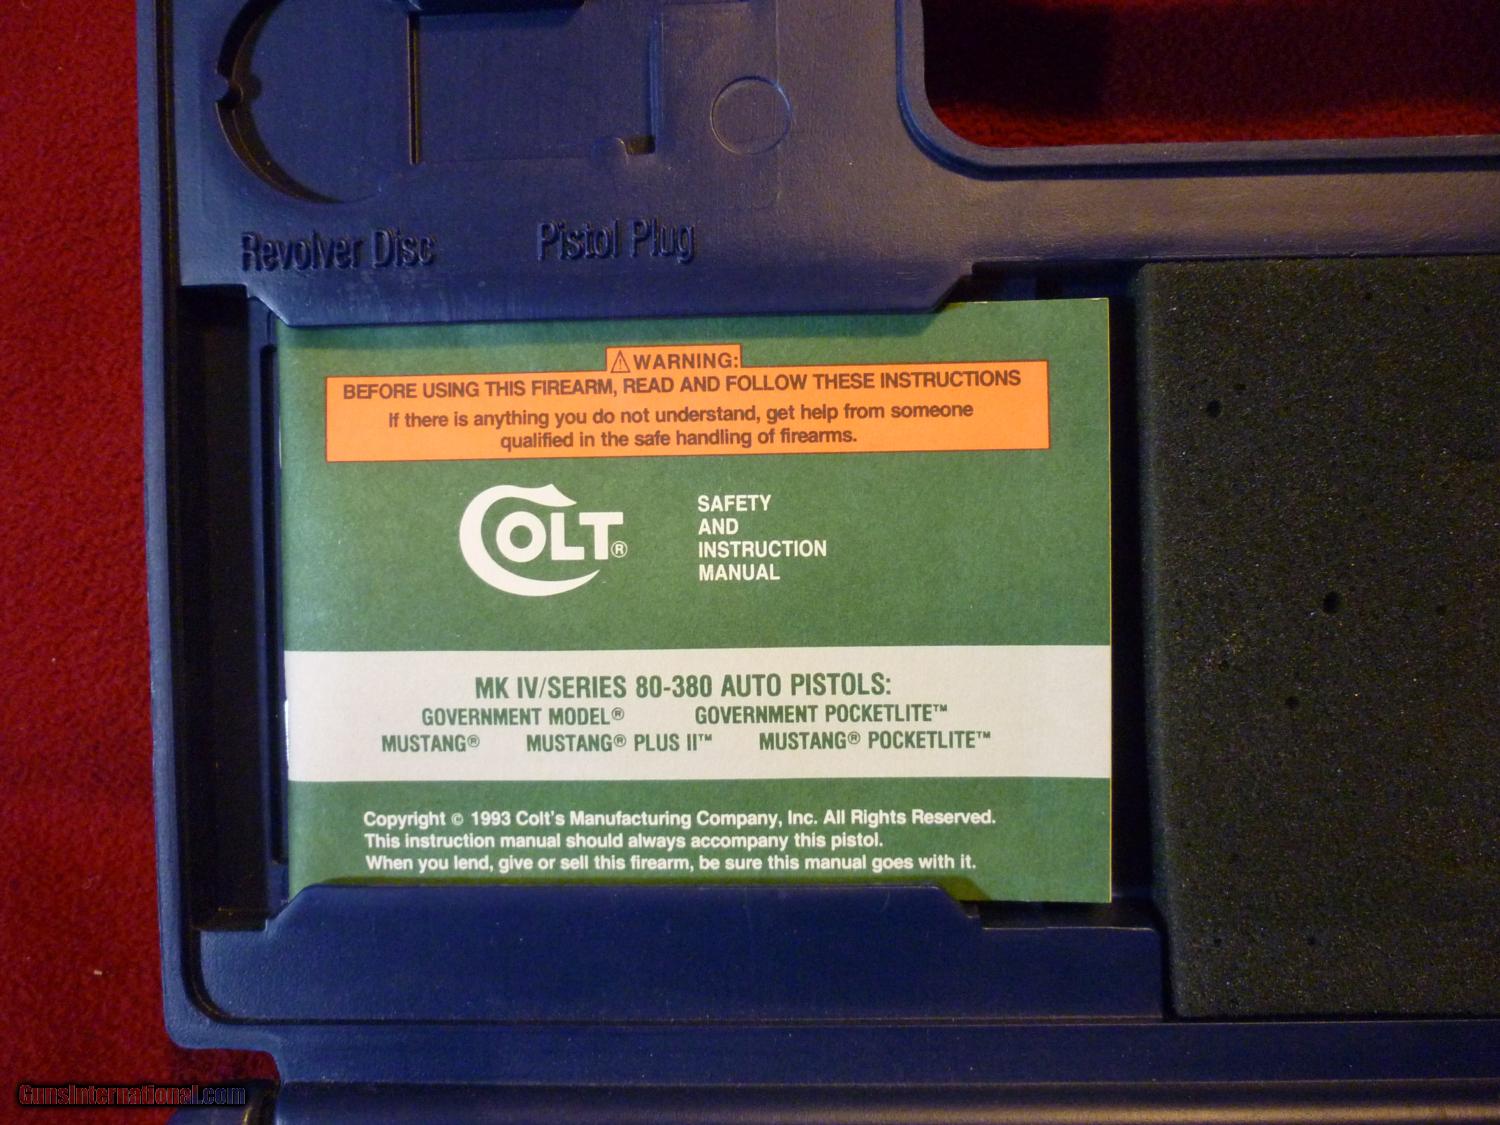 Revolver Disc Pistol Plug
⚠ WARNING:
BEFORE USING THIS FIREARM, READ AND FOLLOW THESE INSTRUCTIONS
If there is anything you do not understand, get help from someone
qualified in the safe handling of firearms.
COLT®
SAFETY
AND
INSTRUCTION
MANUAL
MK IV/SERIES 80-380 AUTO PISTOLS:
GOVERNMENT MODEL® GOVERNMENT POCKETLITE™
MUSTANG® MUSTANG® PLUS II™ MUSTANG® POCKETLITE™
Copyright © 1993 Colt's Manufacturing Company, Inc. All Rights Reserved.
This instruction manual should always accompany this pistol.
When you lend, give or sell this firearm, be sure this manual goes with it.
GunsInternational.com